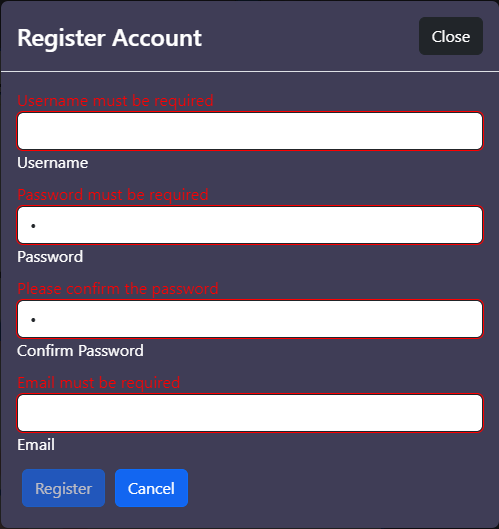 Register Account
Close
Username must be required
Username
Password must be required
•
Password
Please confirm the password
•
Confirm Password
Email must be required
Email
Register
Cancel